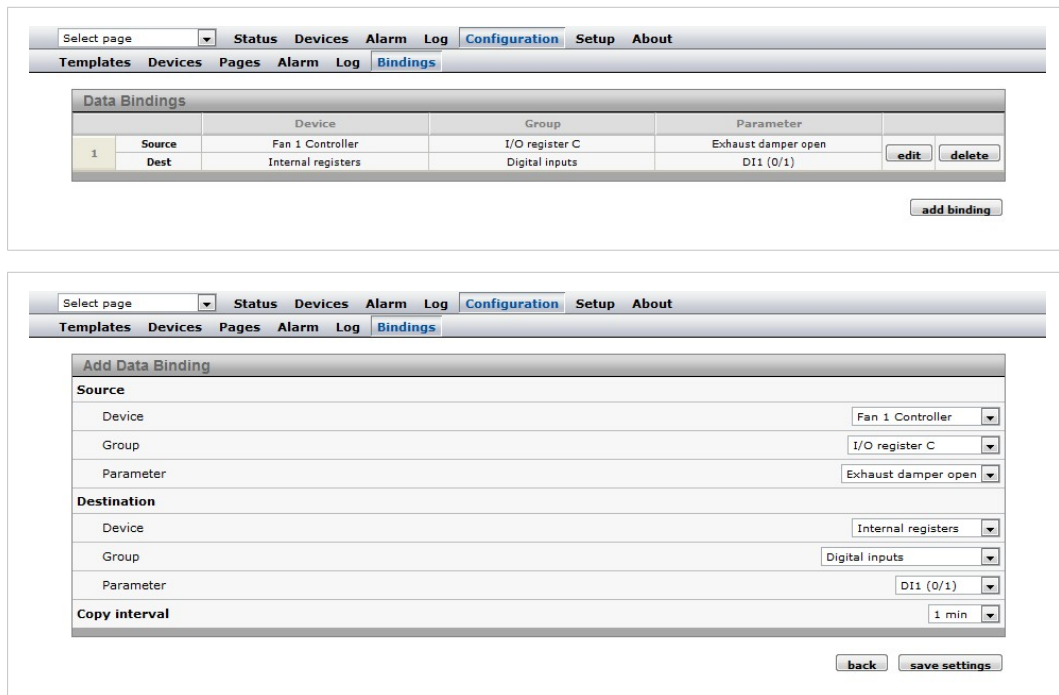 Select page Status Devices Alarm Log Configuration Setup About
Templates Devices Pages Alarm Log Bindings
Data Bindings
Device Group Parameter
1 Source Fan 1 Controller I/O register C Exhaust damper open edit delete
Dest Internal registers Digital inputs DI1 (0/1)
add binding
Select page Status Devices Alarm Log Configuration Setup About
Templates Devices Pages Alarm Log Bindings
Add Data Binding
Source
Device Fan 1 Controller
Group I/O register C
Parameter Exhaust damper open
Destination
Device Internal registers
Group Digital inputs
Parameter DI1 (0/1)
Copy interval 1 min
back save settings